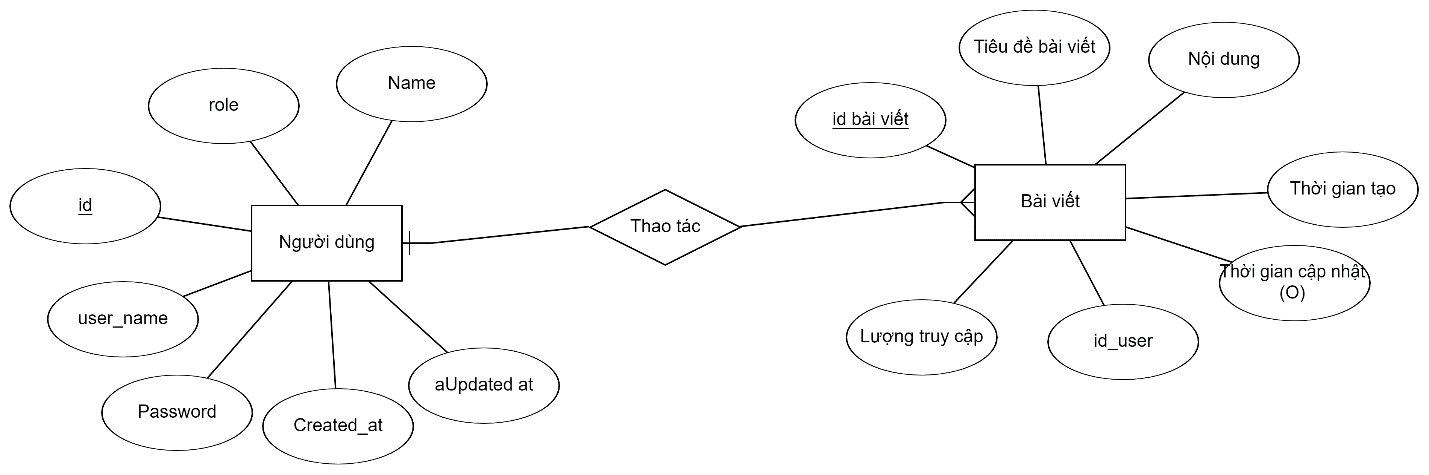 Name
role
id
Người dùng
user_name
Password
Created_at
aUpdated at
Thao tác
Tiêu đề bài viết
Nội dung
id bài viết
Bài viết
Thời gian tạo
Thời gian cập nhật
(O)
Lượng truy cập
id_user